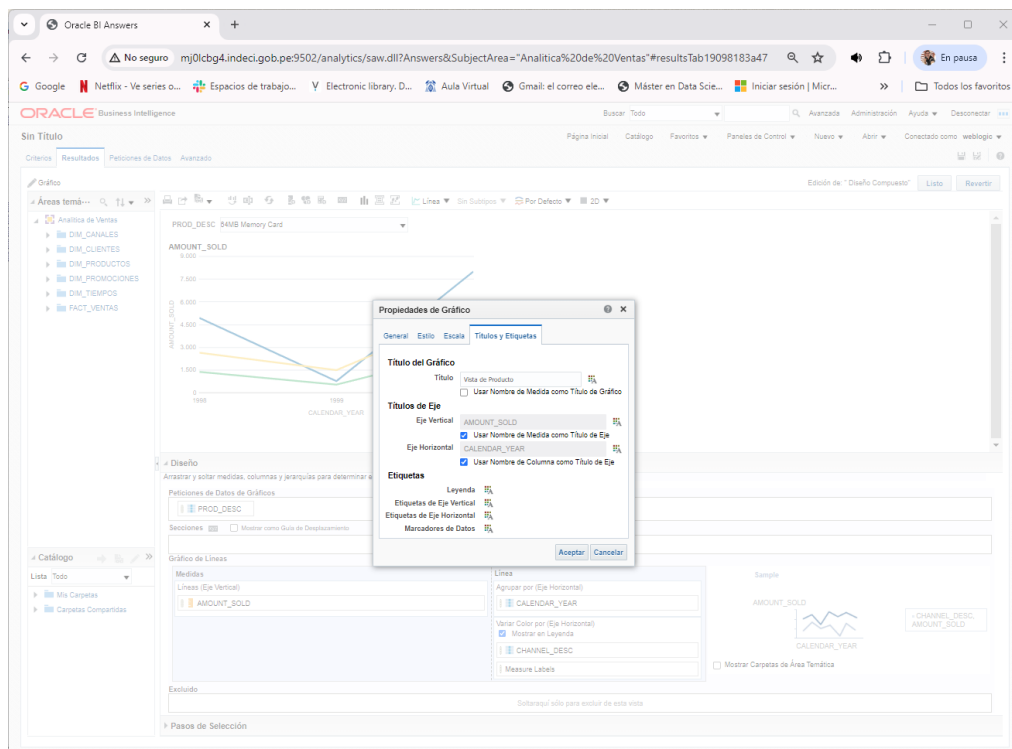 Oracle BI Answers
No seguro mj0lcbg4.indeci.gob.pe:9502/analytics/saw.dll?Answers&SubjectArea="Analitica%20de%20Ventas"#resultsTab19098183a47 En pausa
Google Netflix - Ve series o... Espacios de trabajo... Electronic library. D... Aula Virtual Gmail: el correo ele... Máster en Data Scie... Iniciar sesión | Micr... » Todos los favoritos
ORACLE Business Intelligence Buscar Todo Avanzada Administración Ayuda Desconectar
Sin Título Página Inicial Catálogo Favoritos Paneles de Control Nuevo Abrir Conectado como weblogic
Criterios Resultados Peticiones de Datos Avanzado
Gráfico Edición de: "Diseño Compuesto" Listo Revertir
Áreas temá... Línea Sin Subtipos Por Defecto 2D
Analitica de Ventas
DIM_CANALES
DIM_CLIENTES
DIM_PRODUCTOS
DIM_PROMOCIONES
DIM_TIEMPOS
FACT_VENTAS
PROD_DESC 64MB Memory Card
AMOUNT_SOLD
9.000
7.500
6.000
4.500
3.000
1.500
0
AMOUNT_SOLD
1998 1999
CALENDAR_YEAR
Propiedades de Gráfico
General Estilo Escala Títulos y Etiquetas
Título del Gráfico
Título Vista de Producto
Usar Nombre de Medida como Título de Gráfico
Títulos de Eje
Eje Vertical AMOUNT_SOLD
Usar Nombre de Medida como Título de Eje
Eje Horizontal CALENDAR_YEAR
Usar Nombre de Columna como Título de Eje
Etiquetas
Leyenda
Etiquetas de Eje Vertical
Etiquetas de Eje Horizontal
Marcadores de Datos
Aceptar Cancelar
Diseño
Arrastrar y soltar medidas, columnas y jerarquías para determinar e
Peticiones de Datos de Gráficos
PROD_DESC
Secciones Mostrar como Guía de Desplazamiento
Catálogo
Lista Todo
Mis Carpetas
Carpetas Compartidas
Gráfico de Líneas
Medidas
Líneas (Eje Vertical)
AMOUNT_SOLD
Línea
Agrupar por (Eje Horizontal)
CALENDAR_YEAR
Variar Color por (Eje Horizontal)
Mostrar en Leyenda
CHANNEL_DESC
Measure Labels
Sample
AMOUNT_SOLD
CALENDAR_YEAR
- CHANNEL_DESC,
AMOUNT_SOLD
Mostrar Carpetas de Área Temática
Excluido
Soltaraquí sólo para excluir de esta vista
Pasos de Selección